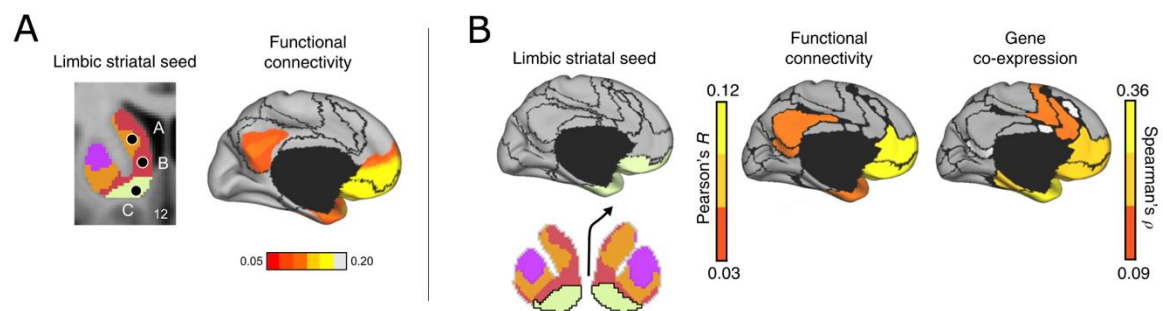 A
Limbic striatal seed
Functional
connectivity
A
B
C
12
0.05
0.20
B
Limbic striatal seed
Functional
connectivity
Gene
co-expression
0.12
Pearson's R
0.03
0.36
Spearman's ρ
0.09